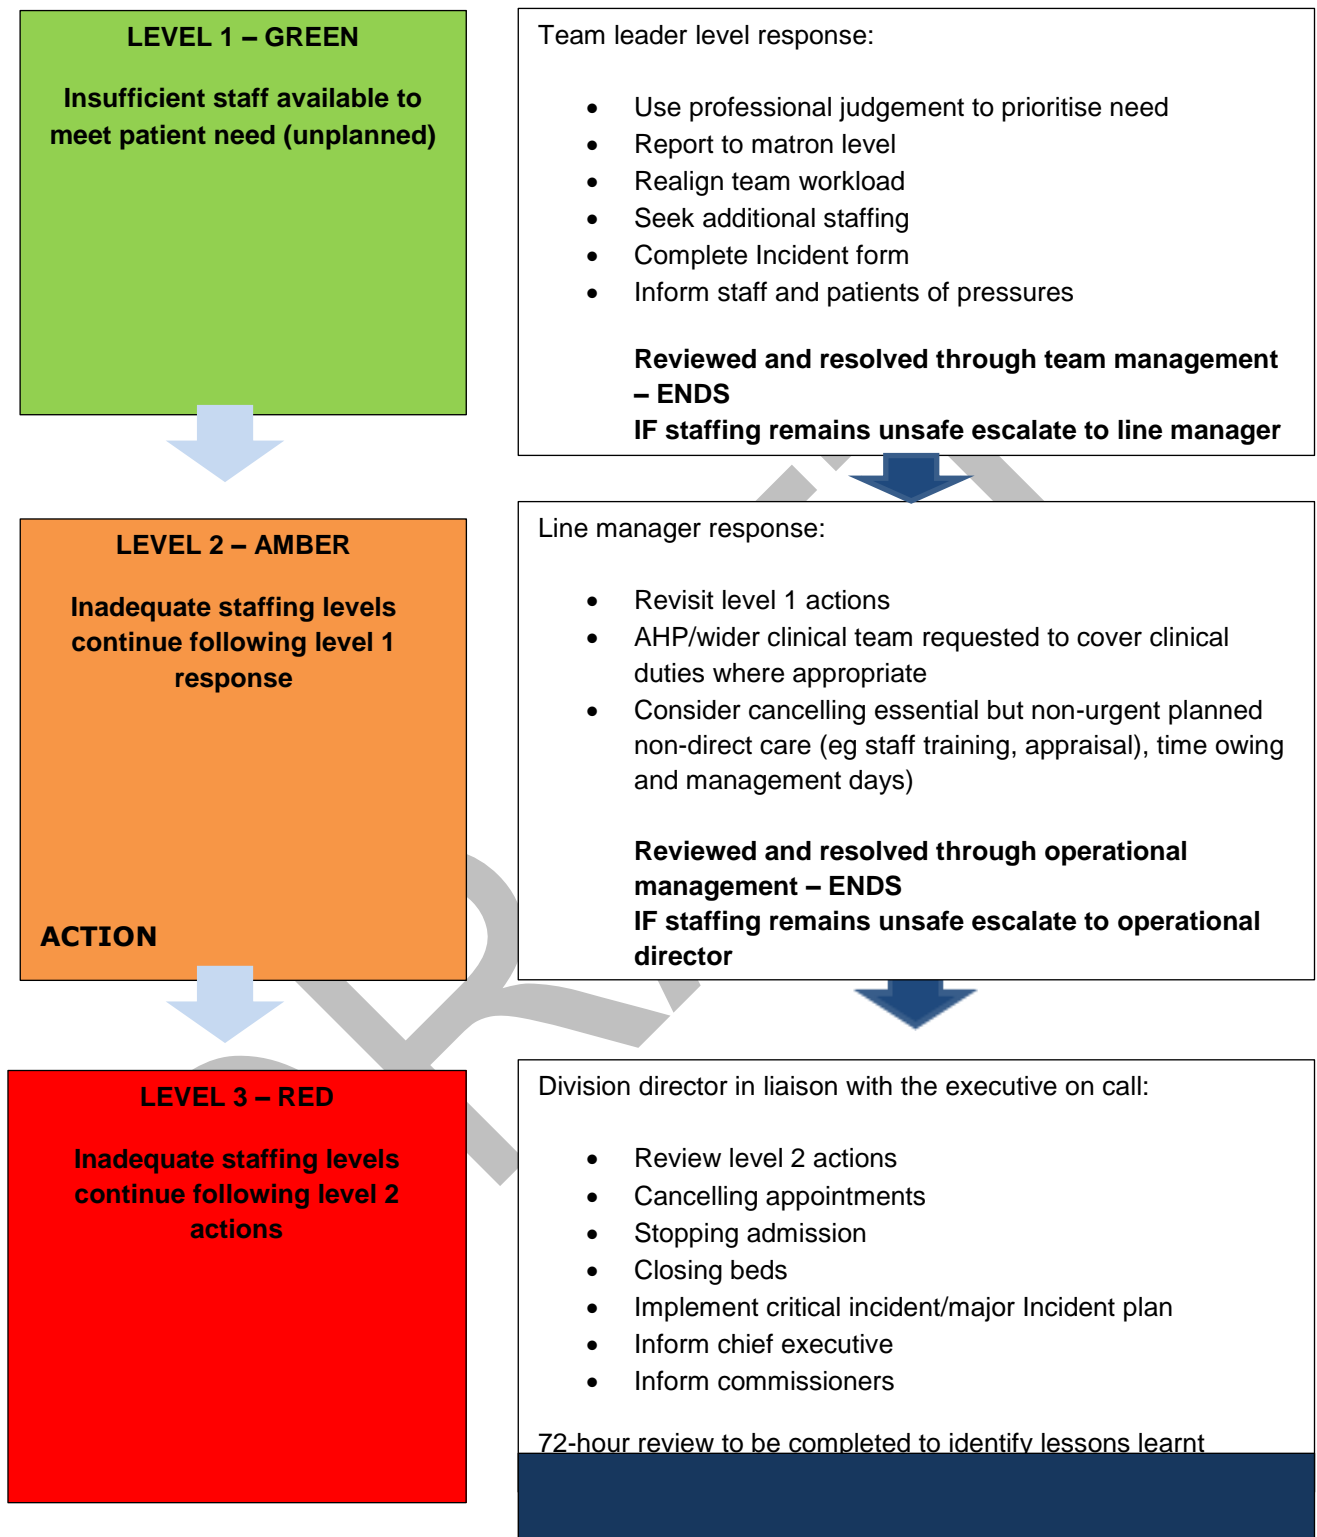 LEVEL 1 – GREEN
Insufficient staff available to
meet patient need (unplanned)
Team leader level response:
• Use professional judgement to prioritise need
• Report to matron level
• Realign team workload
• Seek additional staffing
• Complete Incident form
• Inform staff and patients of pressures
Reviewed and resolved through team management
– ENDS
IF staffing remains unsafe escalate to line manager
LEVEL 2 – AMBER
Inadequate staffing levels
continue following level 1
response
ACTION
Line manager response:
• Revisit level 1 actions
• AHP/wider clinical team requested to cover clinical
duties where appropriate
• Consider cancelling essential but non-urgent planned
non-direct care (eg staff training, appraisal), time owing
and management days)
Reviewed and resolved through operational
management – ENDS
IF staffing remains unsafe escalate to operational
director
LEVEL 3 – RED
Inadequate staffing levels
continue following level 2
actions
Division director in liaison with the executive on call:
• Review level 2 actions
• Cancelling appointments
• Stopping admission
• Closing beds
• Implement critical incident/major Incident plan
• Inform chief executive
• Inform commissioners
72-hour review to be completed to identify lessons learnt